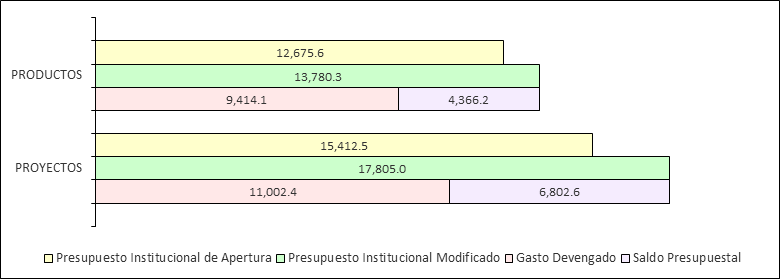 12,675.6
PRODUCTOS
13,780.3
9,414.1 4,366.2
15,412.5
PROYECTOS
17,805.0
11,002.4 6,802.6
Presupuesto Institucional de Apertura Presupuesto Institucional Modificado Gasto Devengado Saldo Presupuestal